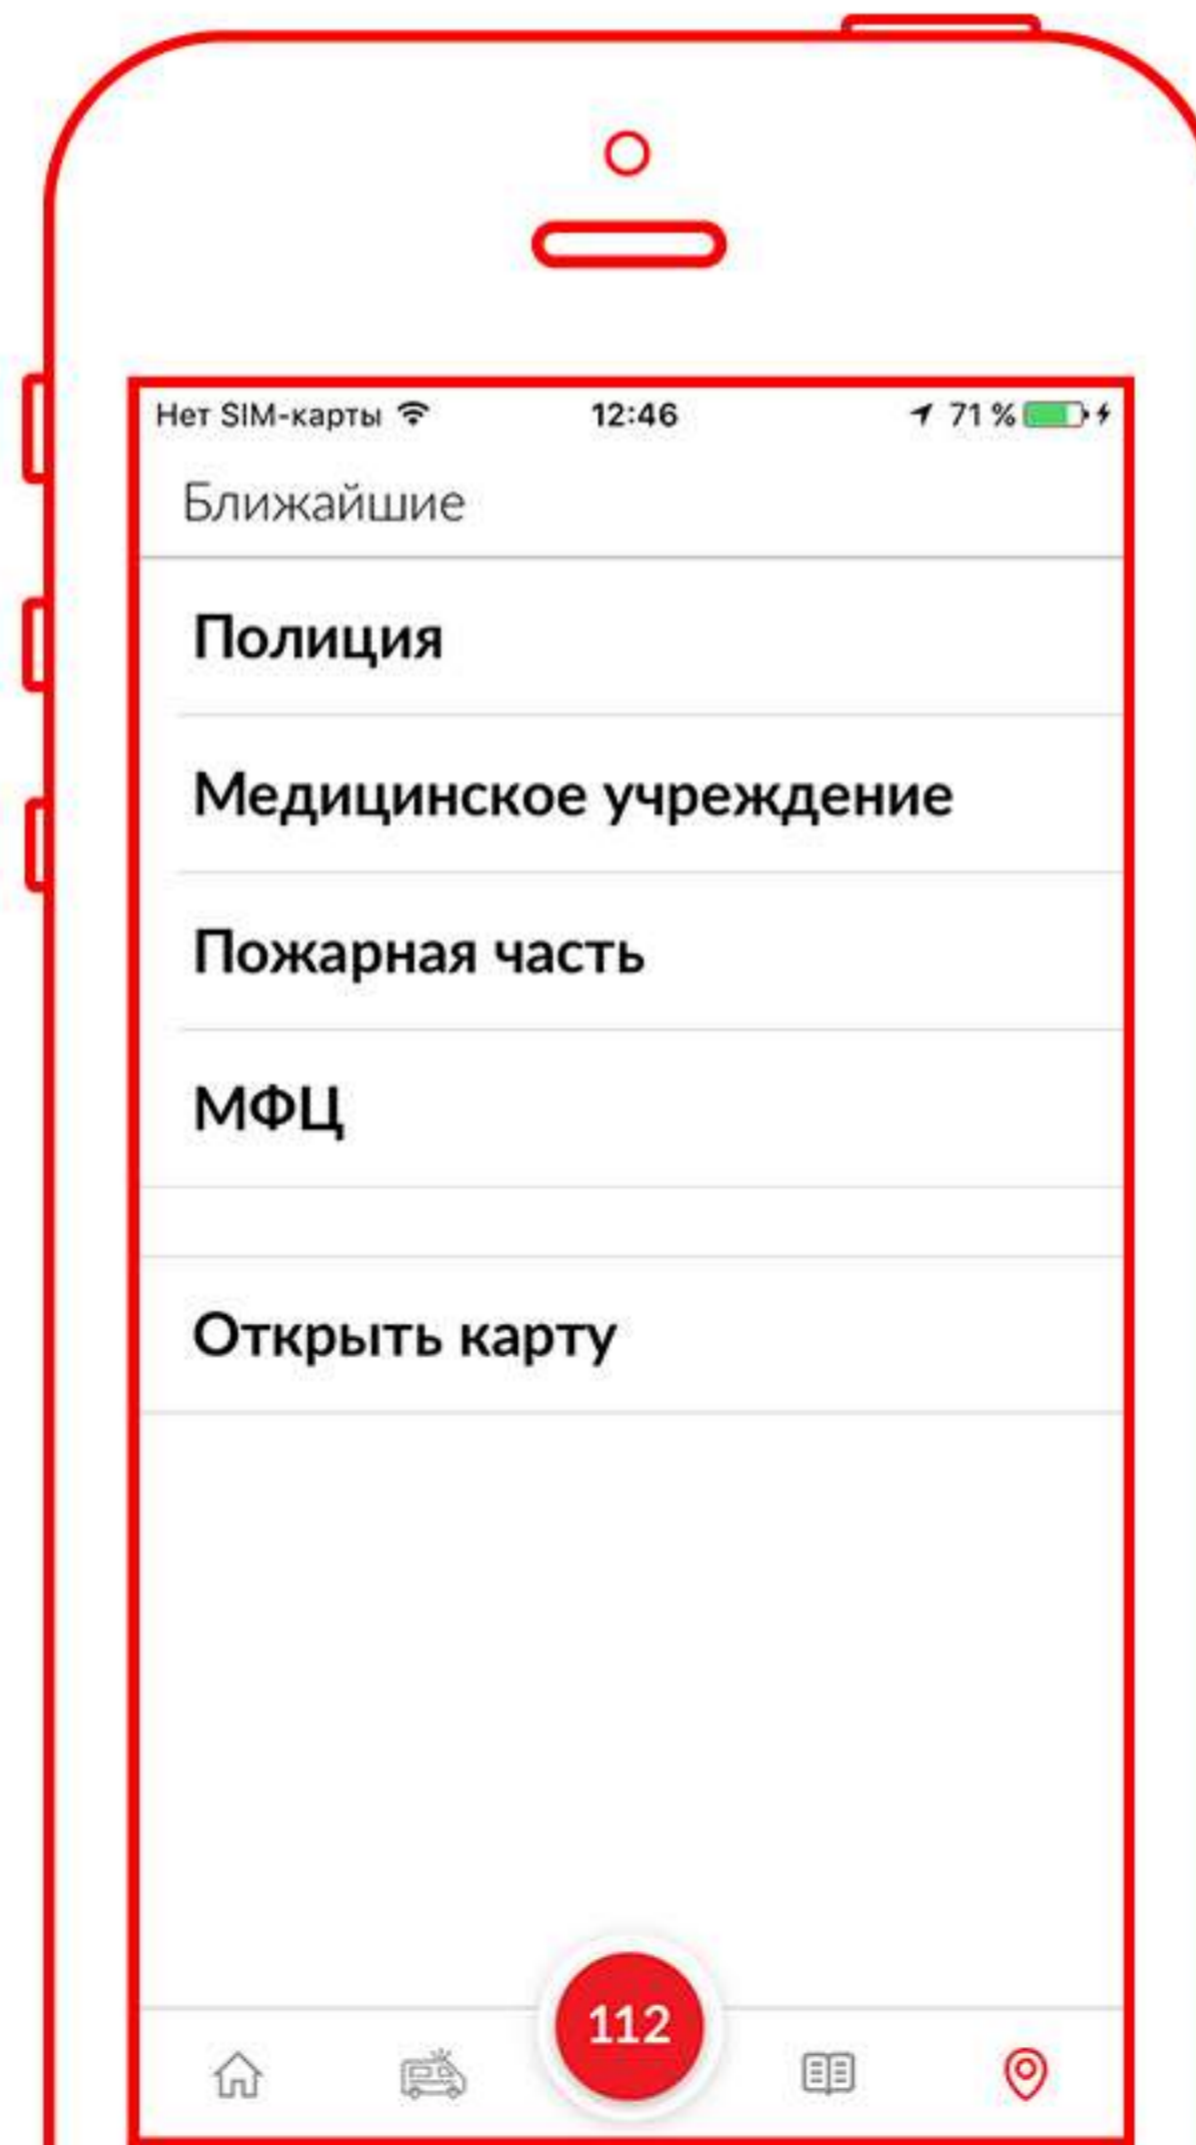 Нет SIM-карты 12:46 71 %
Ближайшие
Полиция
Медицинское учреждение
Пожарная часть
МФЦ
Открыть карту
112